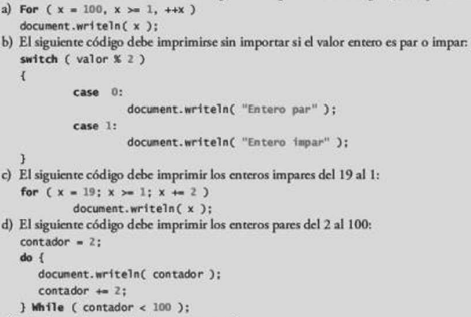 a) For ( x = 100, x >= 1, ++x )
document.writeln( x );
b) El siguiente código debe imprimirse sin importar si el valor entero es par o impar:
switch ( valor % 2 )
{
case 0:
document.writeln( "Entero par" );
case 1:
document.writeln( "Entero impar" );
}
c) El siguiente código debe imprimir los enteros impares del 19 al 1:
for ( x = 19; x >= 1; x += 2 )
document.writeln( x );
d) El siguiente código debe imprimir los enteros pares del 2 al 100:
contador = 2;
do {
document.writeln( contador );
contador += 2;
} While ( contador < 100 );